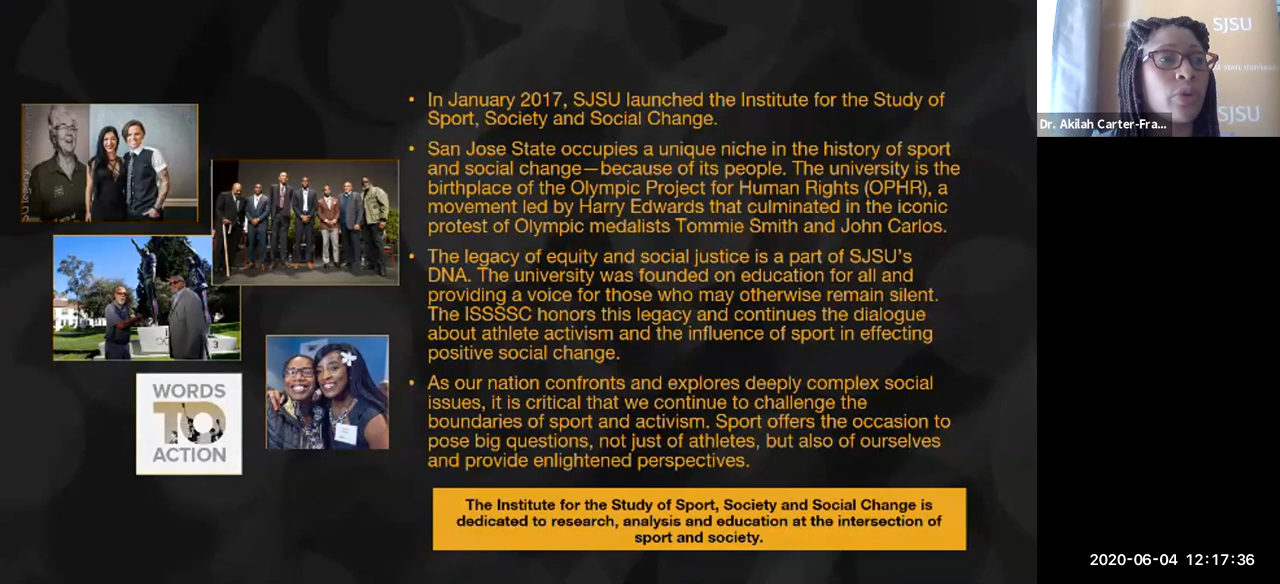 • In January 2017, SJSU launched the Institute for the Study of
Sport, Society and Social Change.
• San Jose State occupies a unique niche in the history of sport
and social change—because of its people. The university is the
birthplace of the Olympic Project for Human Rights (OPHR), a
movement led by Harry Edwards that culminated in the iconic
protest of Olympic medalists Tommie Smith and John Carlos.
• The legacy of equity and social justice is a part of SJSU's
DNA. The university was founded on education for all and
providing a voice for those who may otherwise remain silent.
The ISSSSC honors this legacy and continues the dialogue
about athlete activism and the influence of sport in effecting
positive social change.
• As our nation confronts and explores deeply complex social
issues, it is critical that we continue to challenge the
boundaries of sport and activism. Sport offers the occasion to
pose big questions, not just of athletes, but also of ourselves
and provide enlightened perspectives.
The Institute for the Study of Sport, Society and Social Change is
dedicated to research, analysis and education at the intersection of
sport and society.
WORDS
TO
ACTION
3
SJSU
SJSU
Dr. Akilah Carter-Fra...
2020-06-04 12:17:36